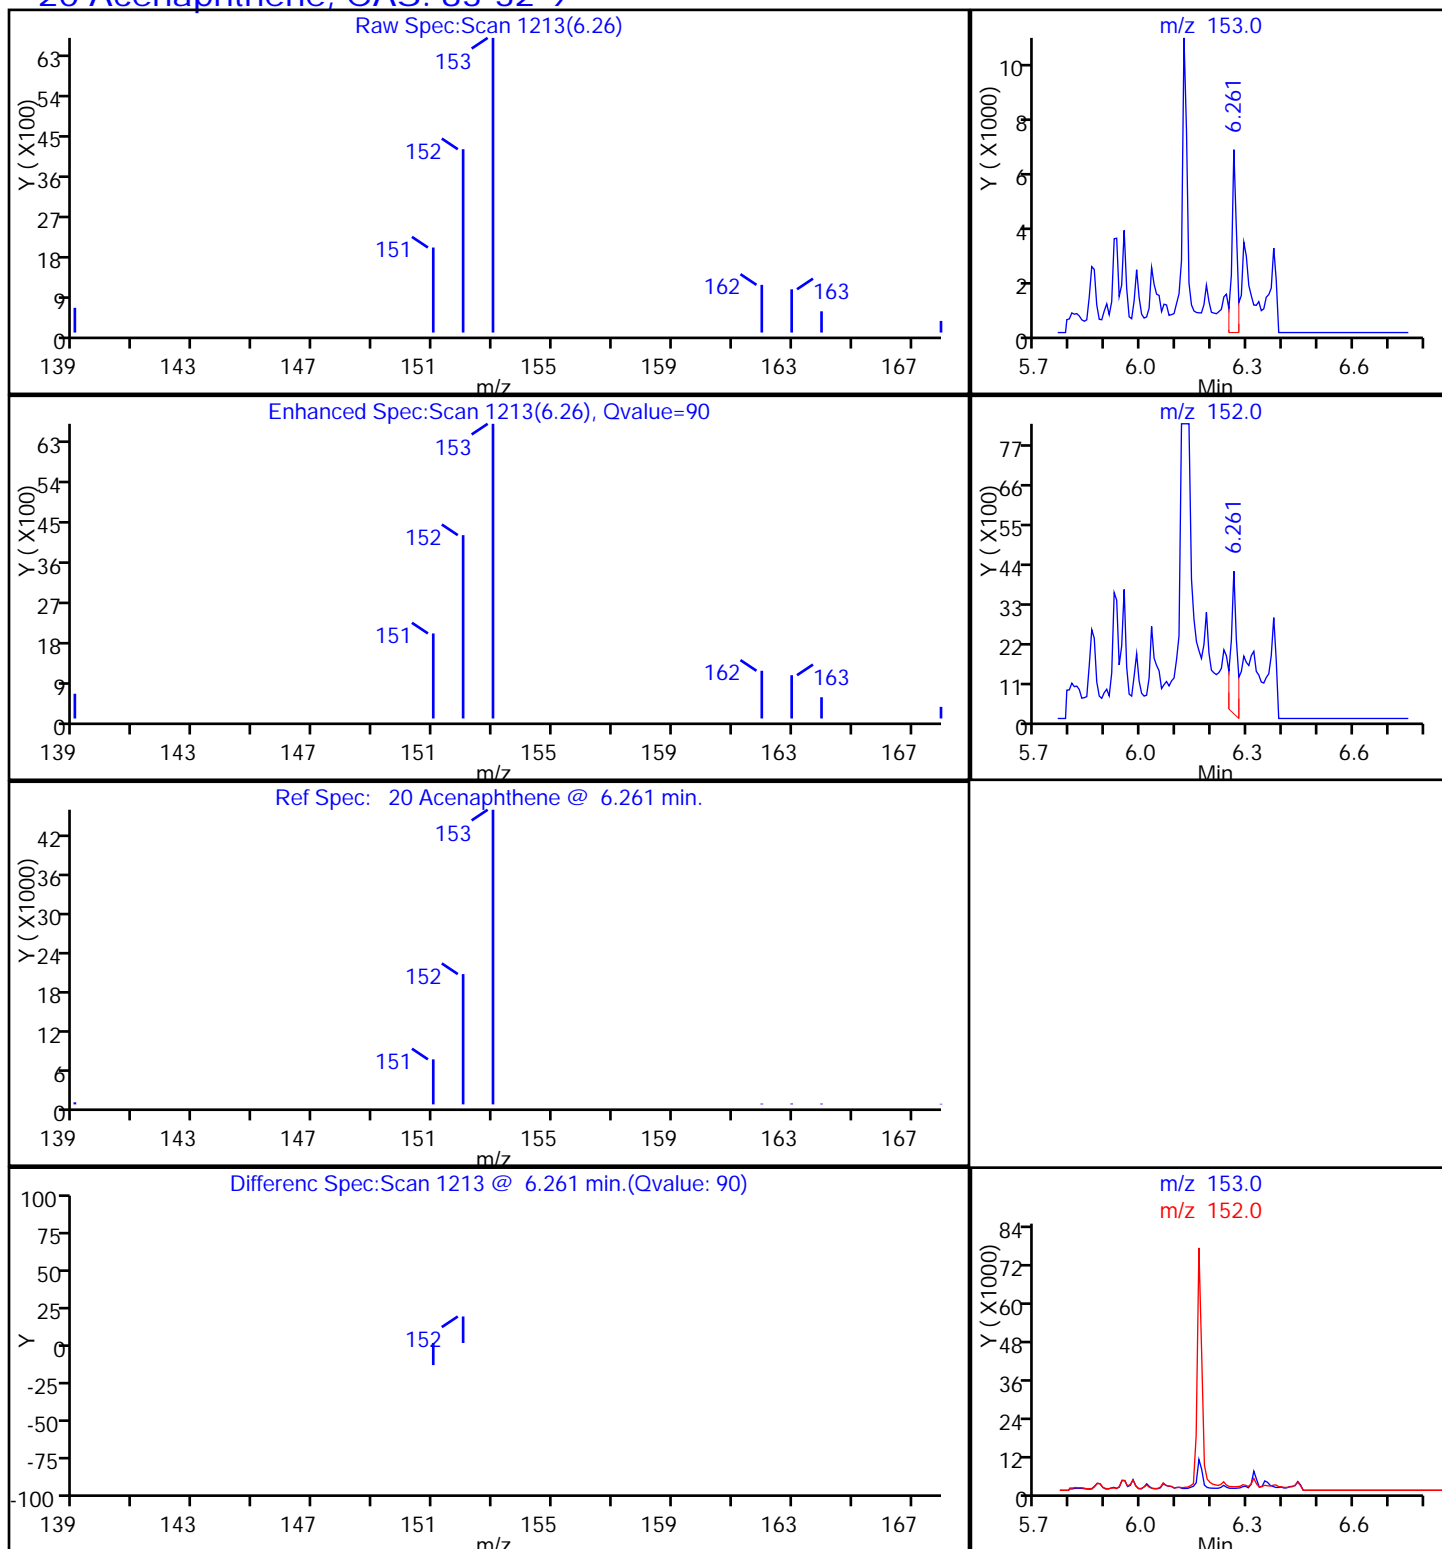 20 Acenaphthene, CAS: 83-32-9
Raw Spec:Scan 1213(6.26)
Y ( X100)
63
54
45
36
27
18
9
0
153
152
151
162
163
139 143 147 151 155 159 163 167
m/z
m/z 153.0
Y ( X1000)
10
8
6
4
2
0
6.261
5.7 6.0 6.3 6.6
Min
Enhanced Spec:Scan 1213(6.26), Qvalue=90
Y ( X100)
63
54
45
36
27
18
9
0
153
152
151
162
163
139 143 147 151 155 159 163 167
m/z
m/z 152.0
Y ( X100)
77
66
55
44
33
22
11
0
6.261
5.7 6.0 6.3 6.6
Min
Ref Spec: 20 Acenaphthene @ 6.261 min.
Y ( X1000)
42
36
30
24
18
12
6
0
153
152
151
139 143 147 151 155 159 163 167
m/z
Differenc Spec:Scan 1213 @ 6.261 min.(Qvalue: 90)
Y
100
75
50
25
0
-25
-50
-75
-100
152
139 143 147 151 155 159 163 167
m/z
m/z 153.0
m/z 152.0
Y ( X1000)
84
72
60
48
36
24
12
0
5.7 6.0 6.3 6.6
Min